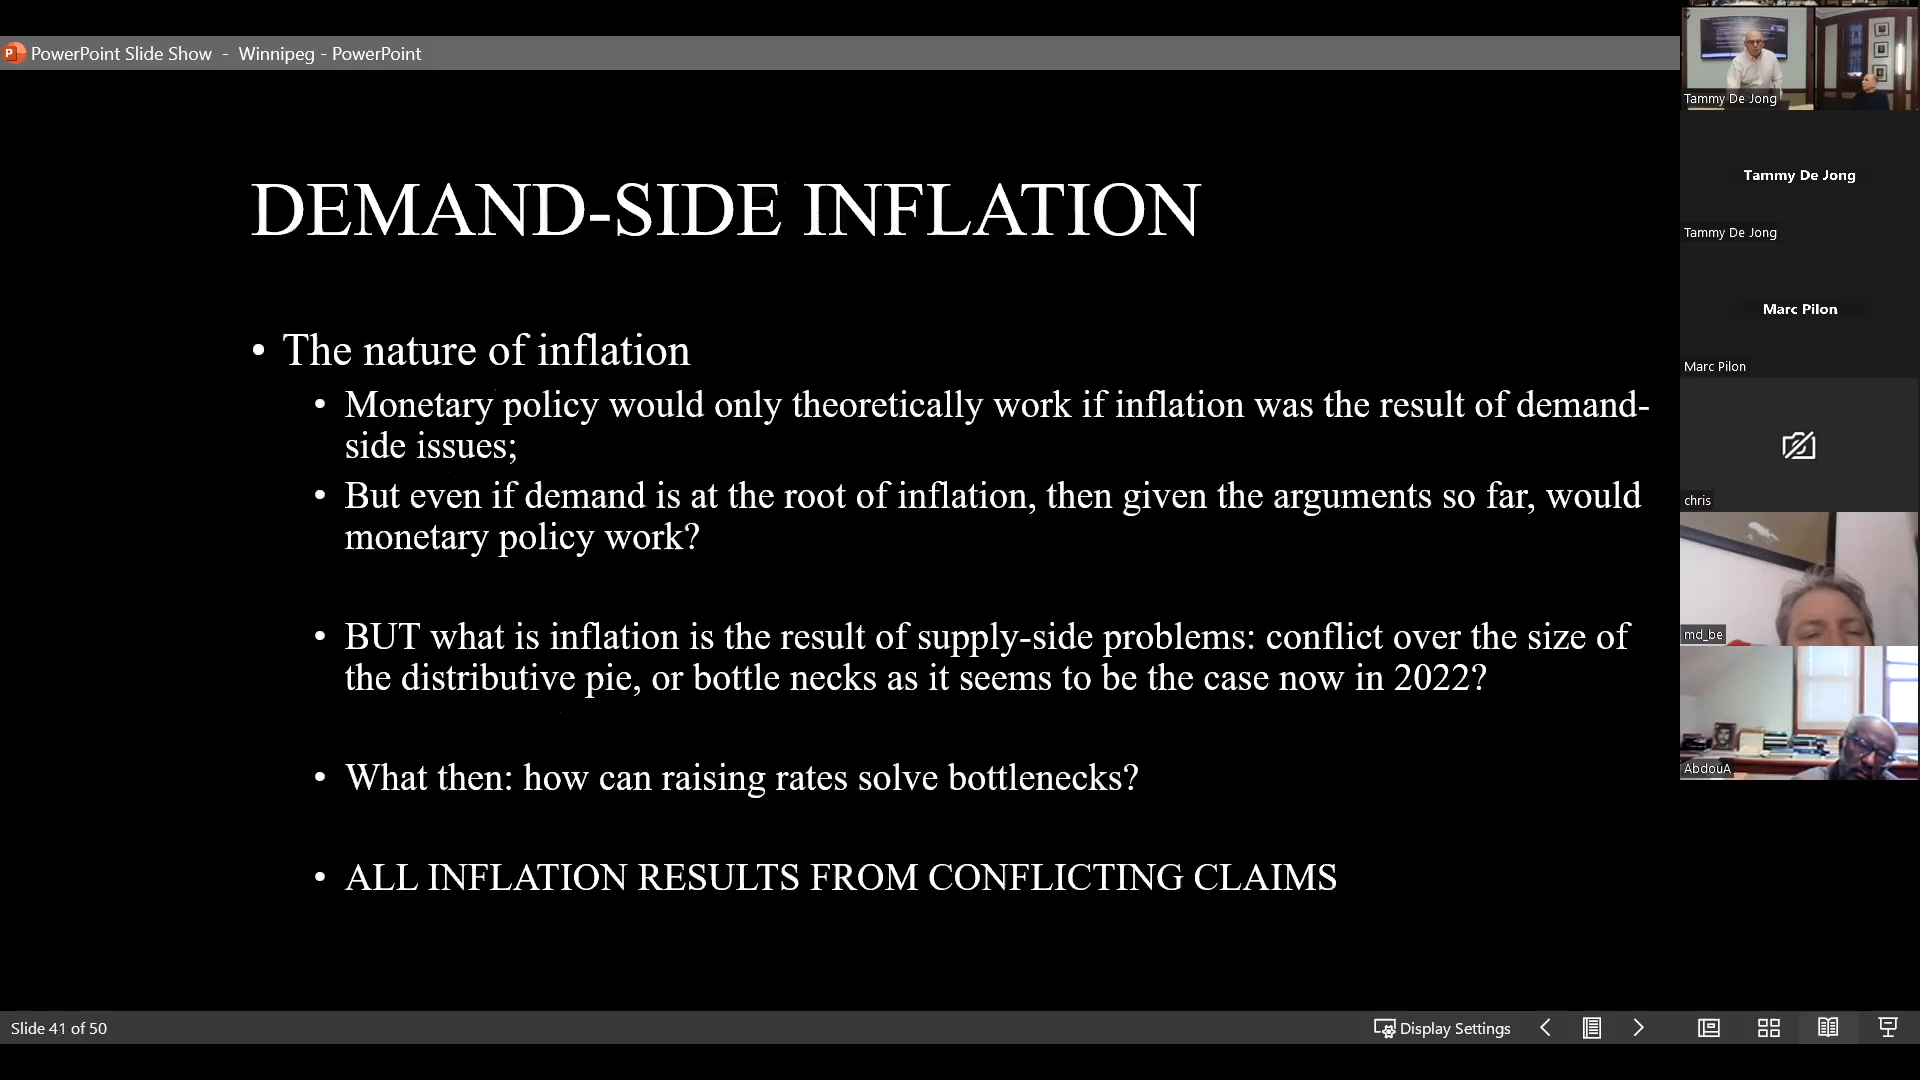 PowerPoint Slide Show - Winnipeg - PowerPoint
DEMAND-SIDE INFLATION
• The nature of inflation
• Monetary policy would only theoretically work if inflation was the result of demand-
side issues;
• But even if demand is at the root of inflation, then given the arguments so far, would
monetary policy work?
• BUT what is inflation is the result of supply-side problems: conflict over the size of
the distributive pie, or bottle necks as it seems to be the case now in 2022?
• What then: how can raising rates solve bottlenecks?
• ALL INFLATION RESULTS FROM CONFLICTING CLAIMS
Slide 41 of 50
Display Settings
Tammy De Jong
Tammy De Jong
Tammy De Jong
Marc Pilon
Marc Pilon
chris
md_be
AbdouA